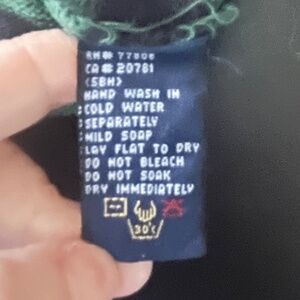 RN# 77808
CA# 20781
(SBH)
HAND WASH IN
COLD WATER
SEPARATELY
MILD SOAP
LAY FLAT TO DRY
DO NOT BLEACH
DO NOT SOAK
DRY IMMEDIATELY
30°C